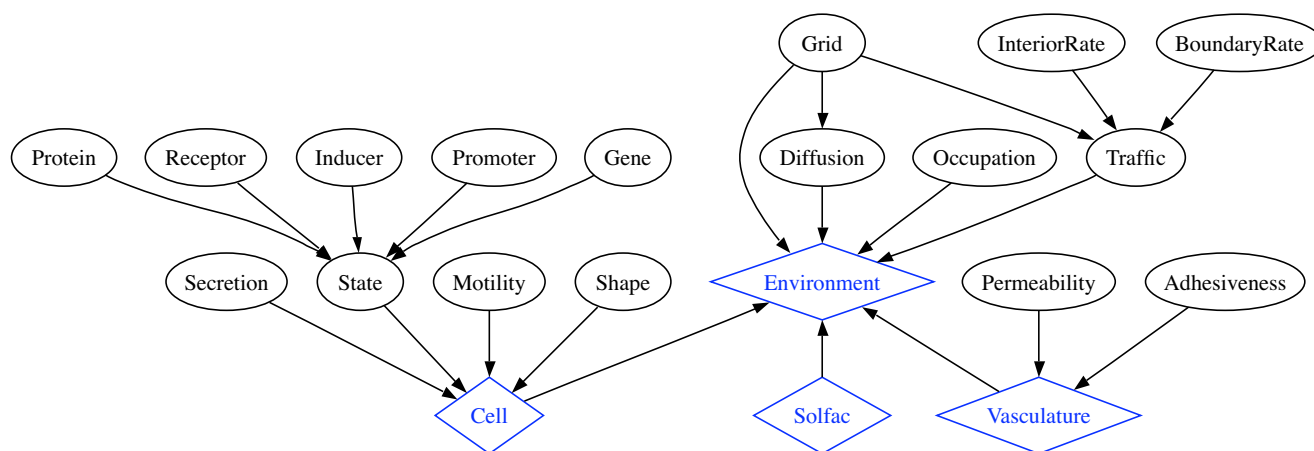 Grid
InteriorRate
BoundaryRate
Protein
Receptor
Inducer
Promoter
Gene
Diffusion
Occupation
Traffic
Secretion
State
Motility
Shape
Environment
Permeability
Adhesiveness
Cell
Solfac
Vasculature